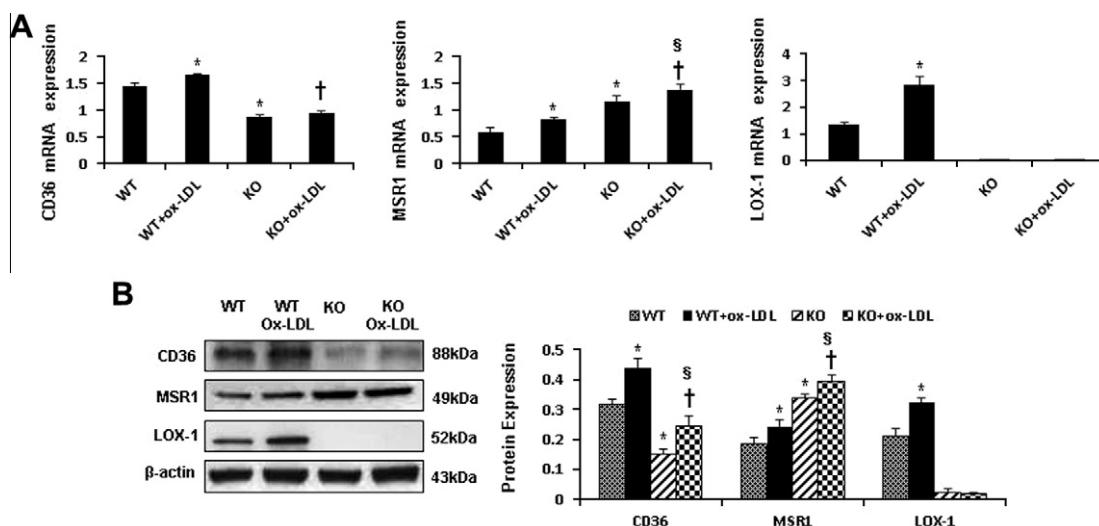 A
CD36 mRNA expression
2
1.5
1
0.5
0
*
*
†
WT
WT+ox-LDL
KO
KO+ox-LDL
MSR1 mRNA expression
2
1.5
1
0.5
0
*
*
§
†
WT
WT+ox-LDL
KO
KO+ox-LDL
LOX-1 mRNA expression
4
3
2
1
0
*
WT
WT+ox-LDL
KO
KO+ox-LDL
B
WT
WT
Ox-LDL
KO
KO
Ox-LDL
CD36
88kDa
MSR1
49kDa
LOX-1
52kDa
β-actin
43kDa
WT
WT+ox-LDL
KO
KO+ox-LDL
Protein Expression
0.5
0.4
0.3
0.2
0.1
0
*
*
§
†
*
*
§
†
*
CD36
MSR1
LOX-1